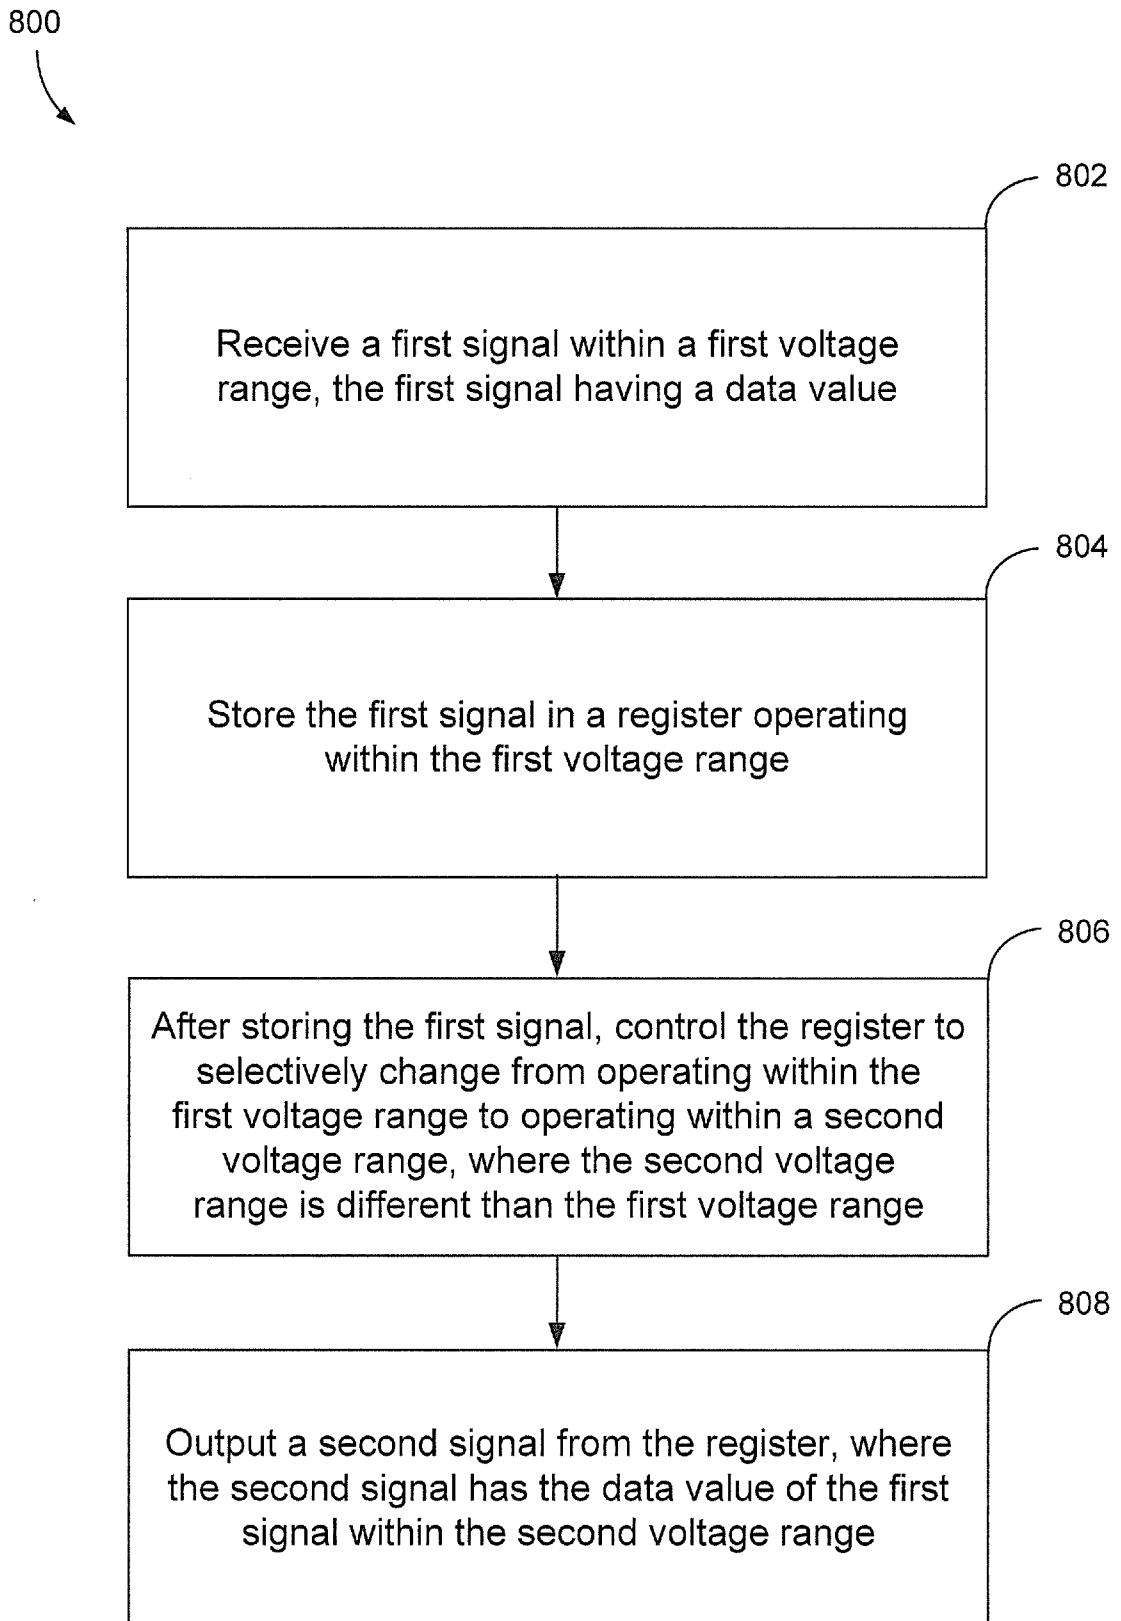 800
802
Receive a first signal within a first voltage
range, the first signal having a data value
804
Store the first signal in a register operating
within the first voltage range
806
After storing the first signal, control the register to
selectively change from operating within the
first voltage range to operating within a second
voltage range, where the second voltage
range is different than the first voltage range
808
Output a second signal from the register, where
the second signal has the data value of the first
signal within the second voltage range